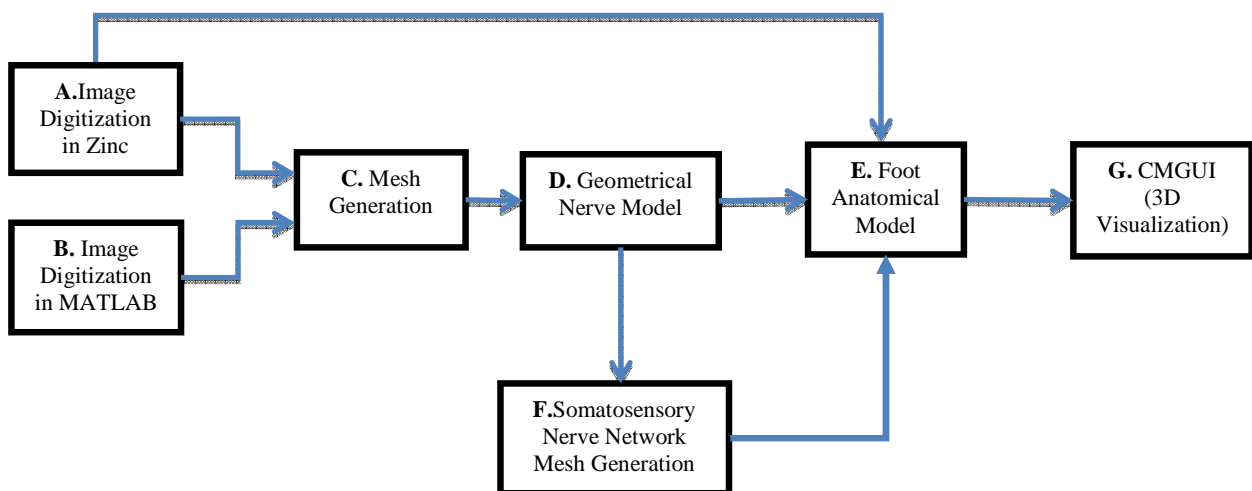 A.Image
Digitization
in Zinc
B. Image
Digitization
in MATLAB
C. Mesh
Generation
D. Geometrical
Nerve Model
E. Foot
Anatomical
Model
G. CMGUI
(3D
Visualization)
F.Somatosensory
Nerve Network
Mesh Generation